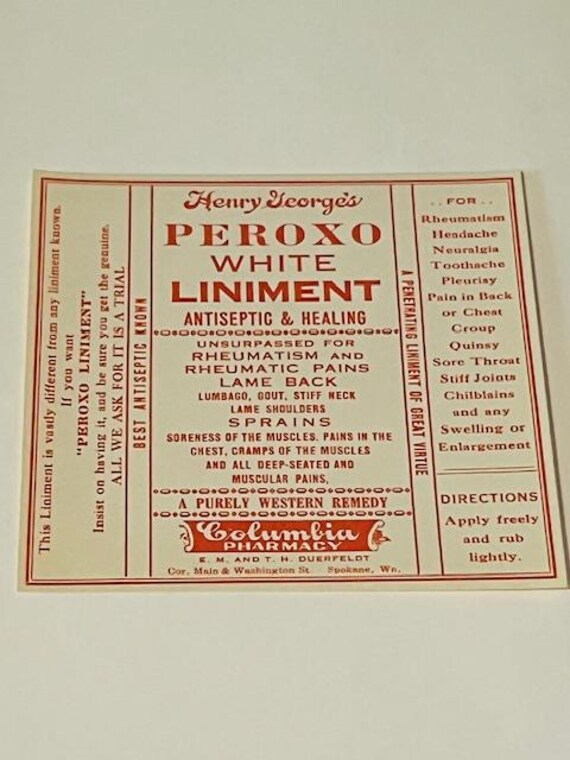 This Liniment is vastly different from any liniment known.
If you want
"PEROXO LINIMENT"
Insist on having it, and be sure you get the genuine.
ALL WE ASK FOR IT IS A TRIAL
BEST ANTISEPTIC KNOWN
Henry George's
PEROXO
WHITE
LINIMENT
ANTISEPTIC & HEALING
UNSURPASSED FOR
RHEUMATISM AND
RHEUMATIC PAINS
LAME BACK
LUMBAGO, GOUT, STIFF NECK
LAME SHOULDERS
SPRAINS
SORENESS OF THE MUSCLES, PAINS IN THE
CHEST, CRAMPS OF THE MUSCLES
AND ALL DEEP-SEATED AND
MUSCULAR PAINS,
A PURELY WESTERN REMEDY
Columbia
PHARMACY
E. M. AND T. H. DUERFELDT
Cor. Main & Washington St Spokane, Wn.
A PENETRATING LINIMENT OF GREAT VIRTUE
.. FOR ..
Rheumatism
Headache
Neuralgia
Toothache
Pleurisy
Pain in Back
or Chest
Croup
Quinsy
Sore Throat
Stiff Joints
Chilblains
and any
Swelling or
Enlargement
DIRECTIONS
Apply freely
and rub
lightly.